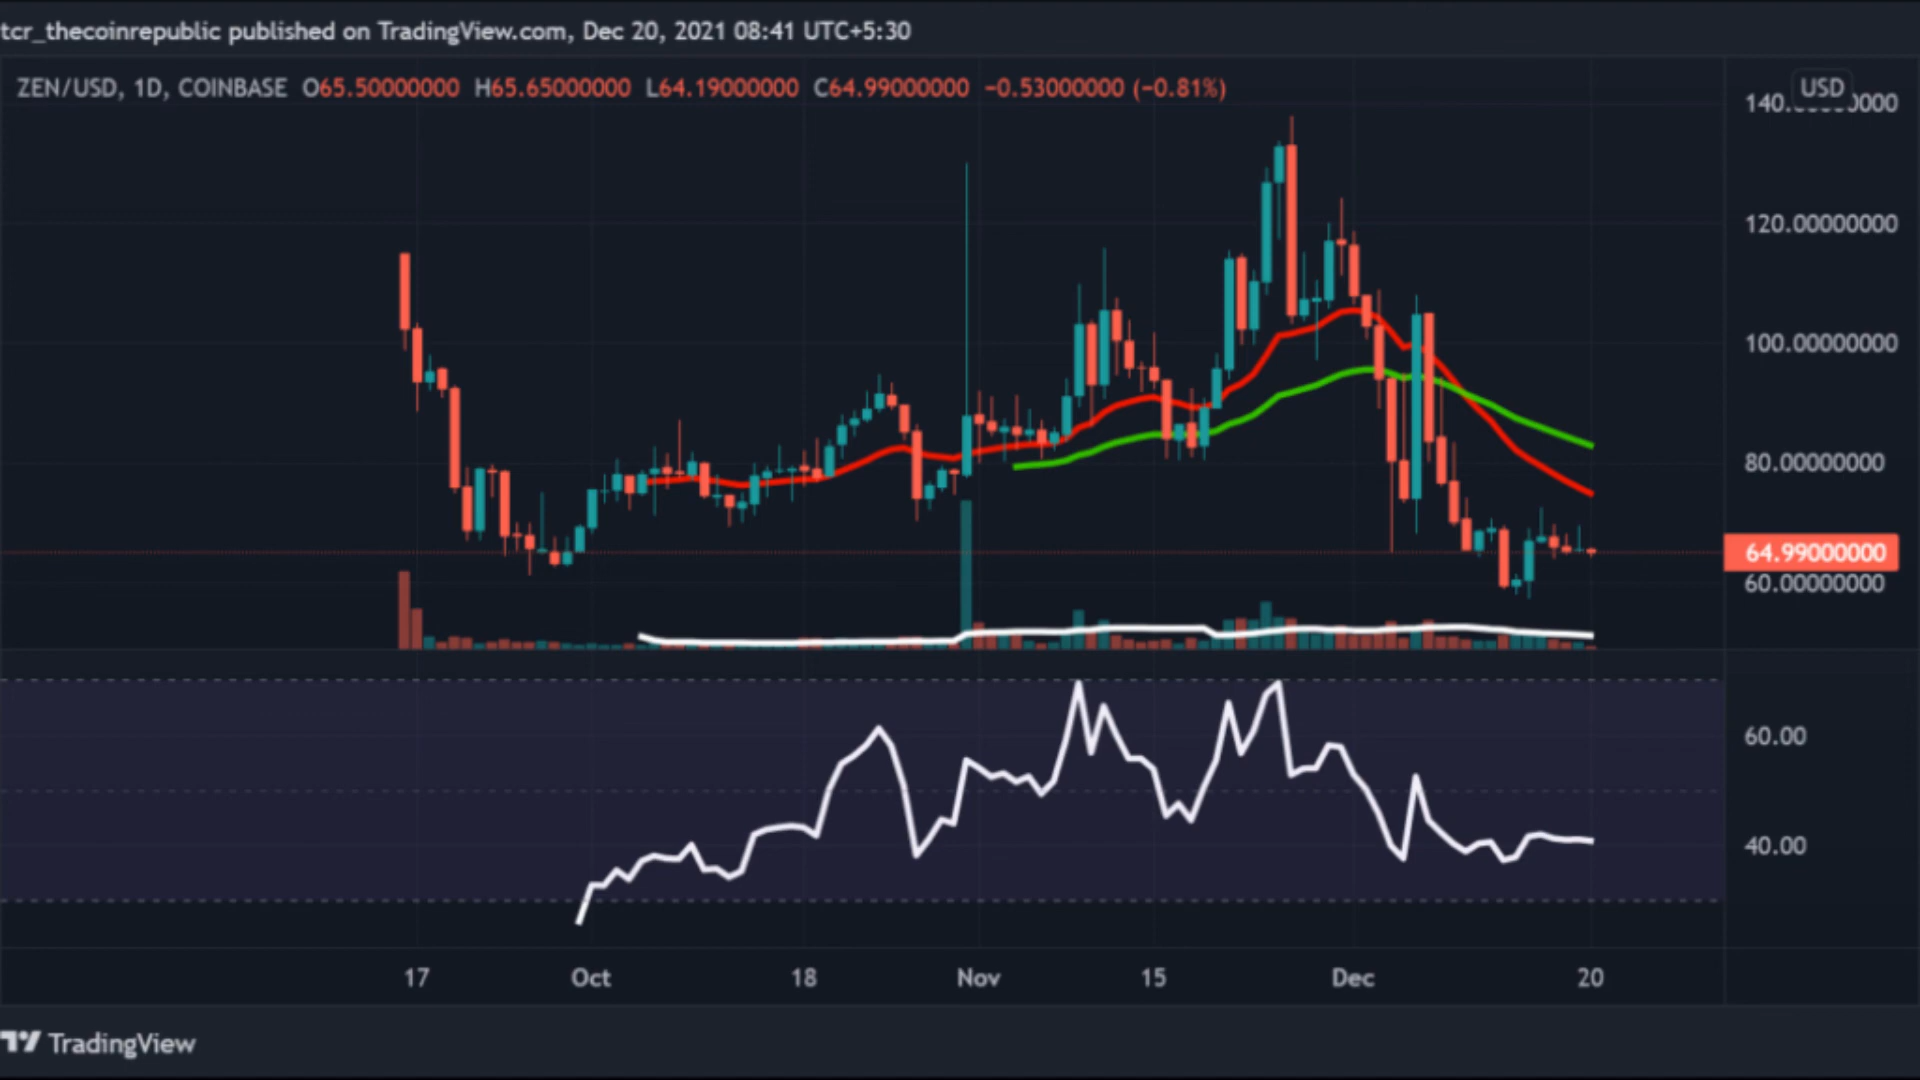 tcr_thecoinrepublic published on TradingView.com, Dec 20, 2021 08:41 UTC+5:30
ZEN/USD, 1D, COINBASE O65.50000000 H65.65000000 L64.19000000 C64.99000000 −0.53000000 (−0.81%)
USD
120.00000000
100.00000000
80.00000000
64.99000000
60.00000000
60.00
40.00
17 Oct 18 Nov 15 Dec 20
TradingView